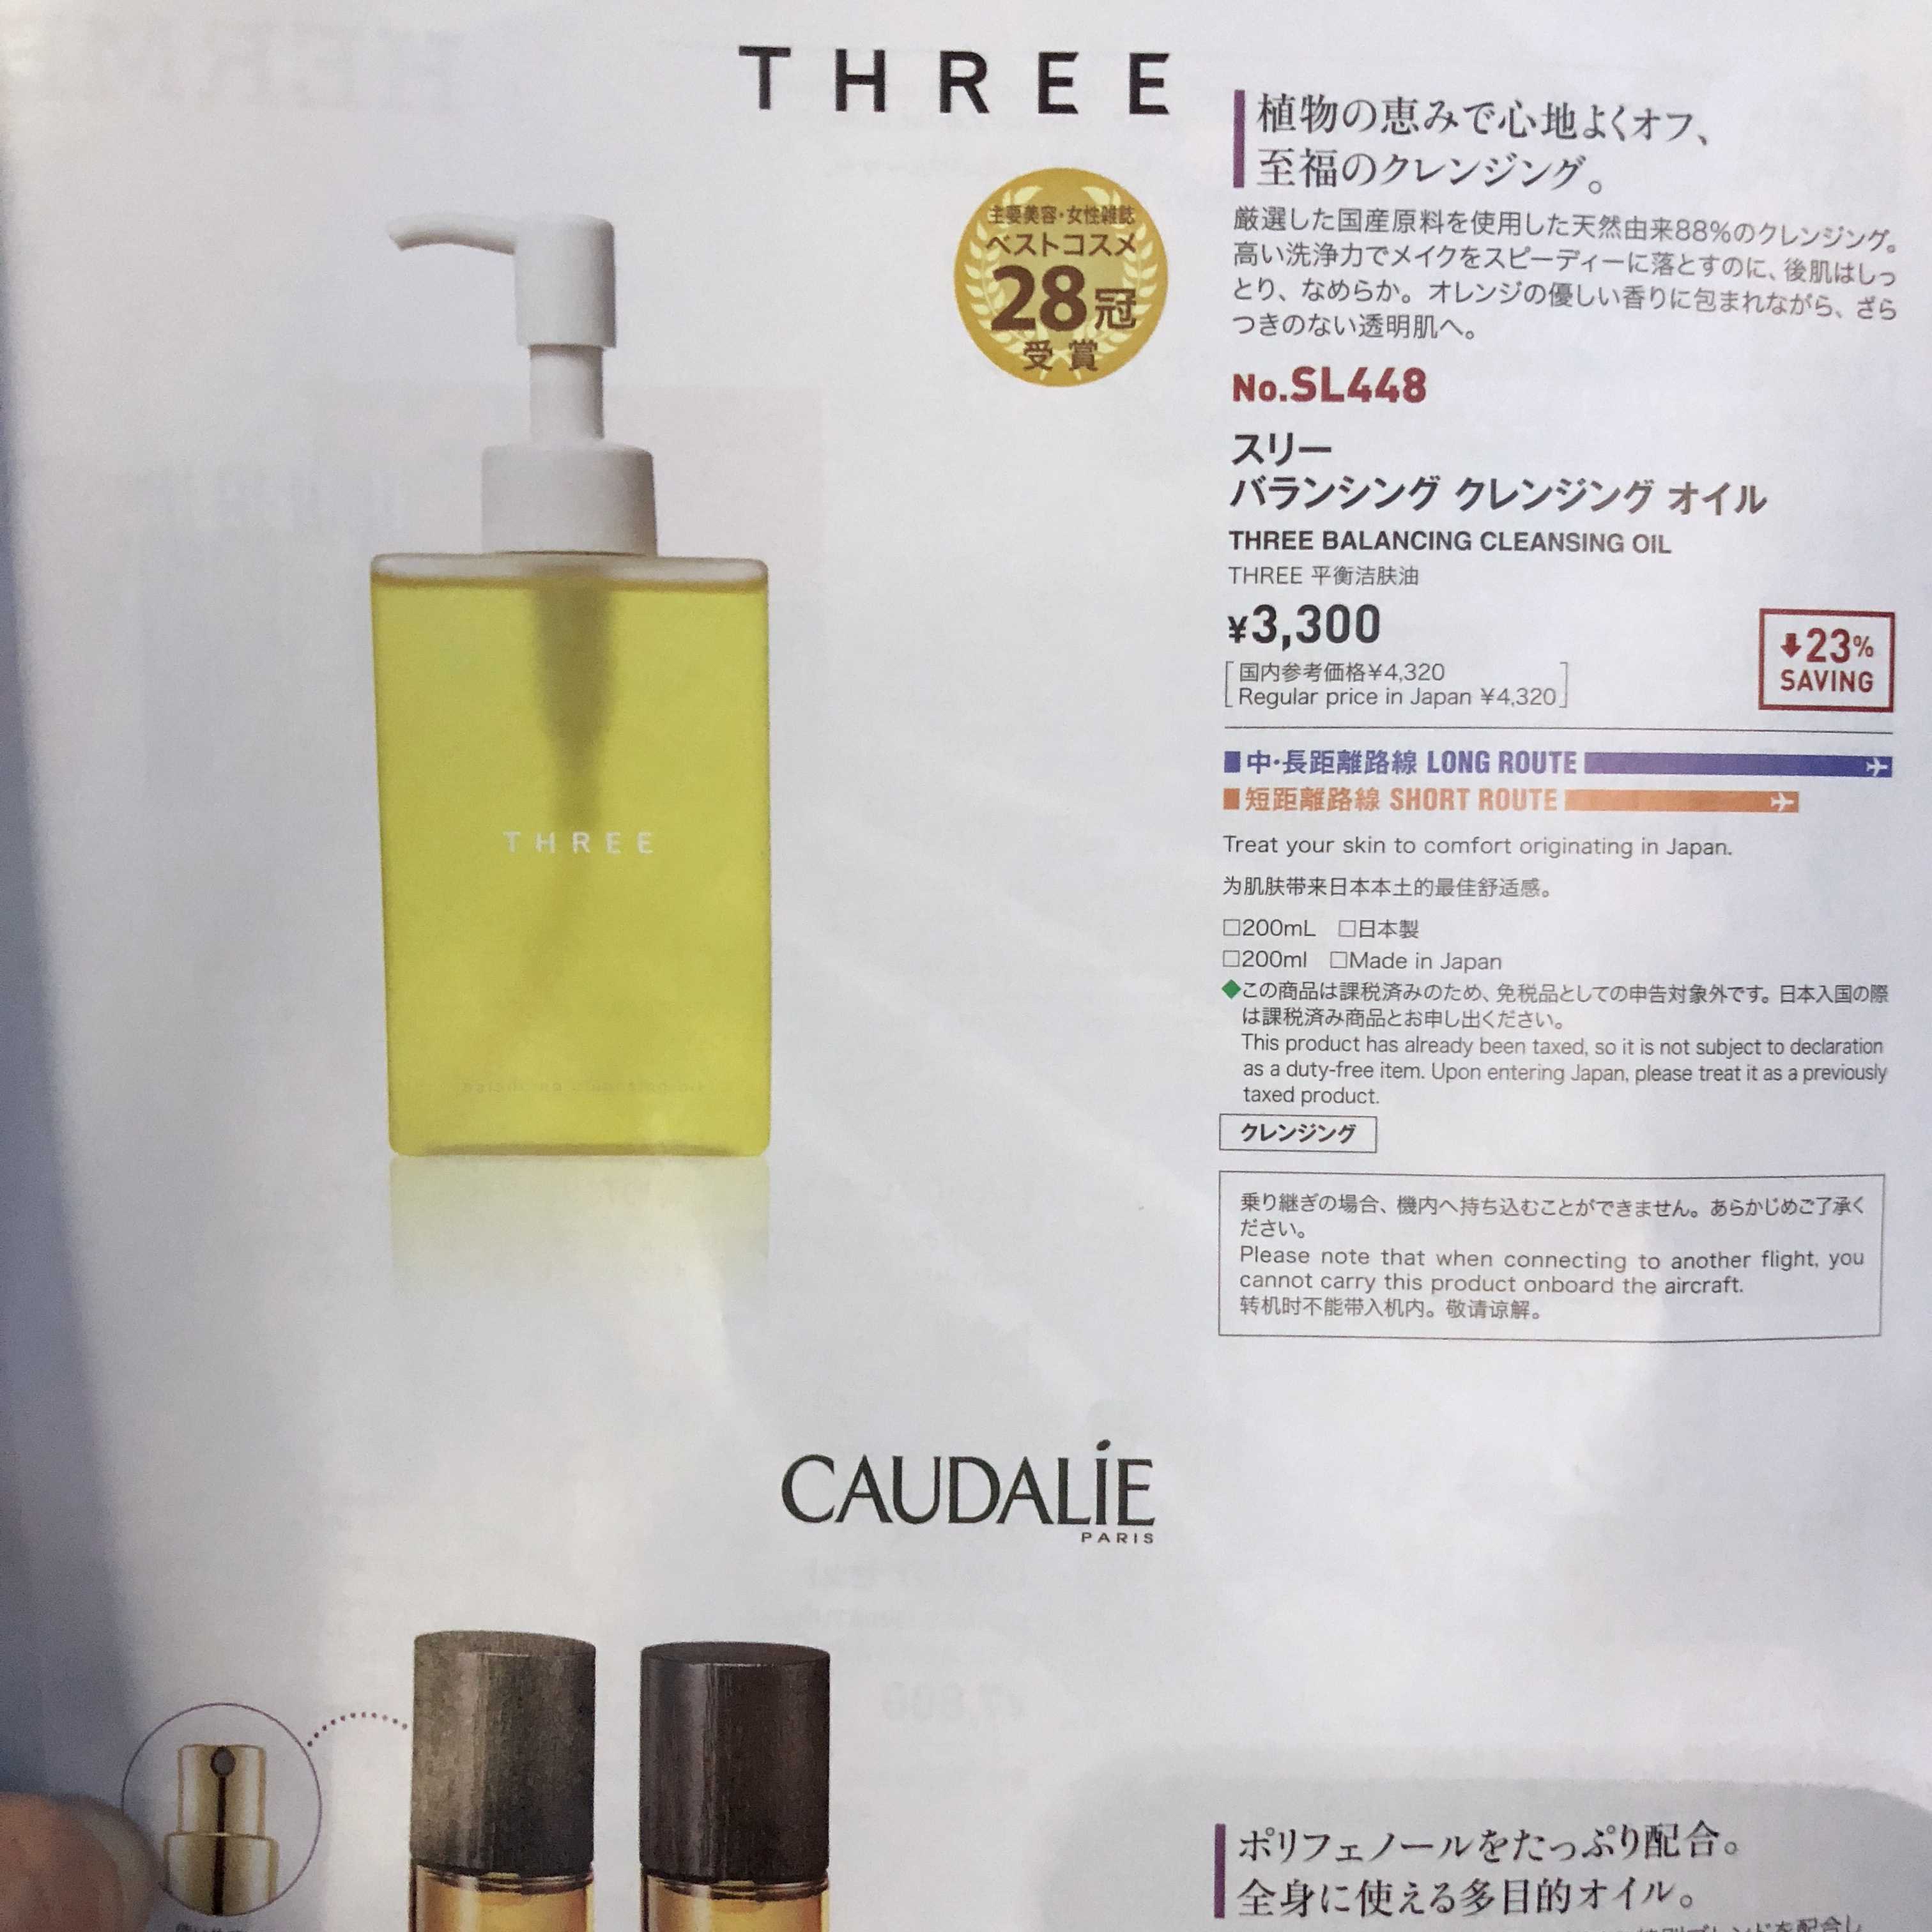 THREE
主要美容・女性雑誌
ベストコスメ
28冠
受賞
植物の恵みで心地よくオフ、
至福のクレンジング。
厳選した国産原料を使用した天然由来88%のクレンジング。
高い洗浄力でメイクをスピーディーに落とすのに、後肌はしっ
とり、なめらか。オレンジの優しい香りに包まれながら、ざら
つきのない透明肌へ。
No.SL448
スリー
バランシング クレンジング オイル
THREE BALANCING CLEANSING OIL
THREE 平衡洁肤油
¥3,300
[国内参考価格¥4,320
Regular price in Japan ¥4,320]
↓23%
SAVING
■中・長距離路線 LONG ROUTE
■短距離路線 SHORT ROUTE
Treat your skin to comfort originating in Japan.
为肌肤带来日本本土的最佳舒适感。
□200mL □日本製
□200ml □Made in Japan
◆この商品は課税済みのため、免税品としての申告対象外です。日本入国の際
は課税済み商品とお申し出ください。
This product has already been taxed, so it is not subject to declaration
as a duty-free item. Upon entering Japan, please treat it as a previously
taxed product.
クレンジング
乗り継ぎの場合、機内へ持ち込むことができません。あらかじめご了承く
ださい。
Please note that when connecting to another flight, you
cannot carry this product onboard the aircraft.
转机时不能带入机内。敬请谅解。
THREE
CAUDALIE
PARIS
ポリフェノールをたっぷり配合。
全身に使える多目的オイル。